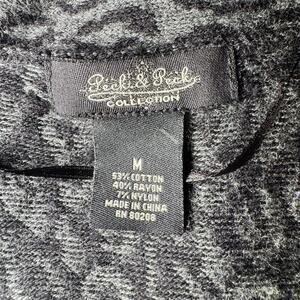 Peck & Peck
COLLECTION
M
53% COTTON
40% RAYON
7% NYLON
MADE IN CHINA
RN 80208